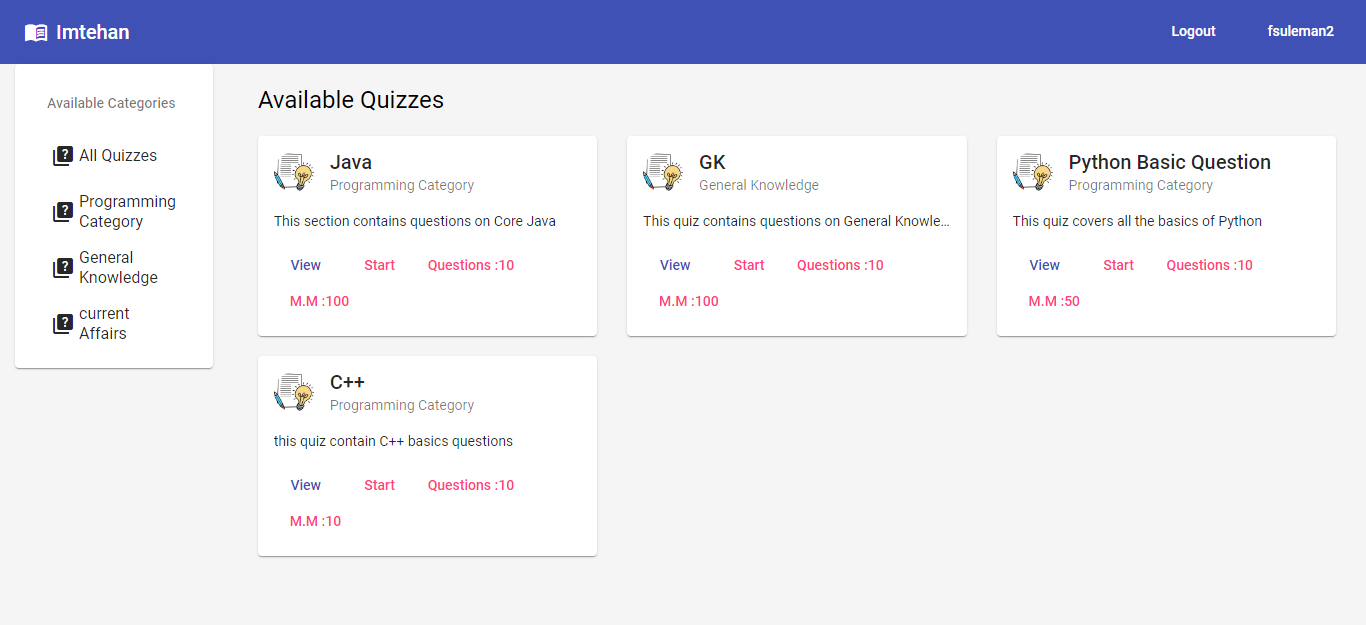 Imtehan
Logout
fsuleman2
Available Categories
All Quizzes
Programming
Category
General
Knowledge
current
Affairs
Available Quizzes
Java
Programming Category
This section contains questions on Core Java
View
Start
Questions :10
M.M :100
GK
General Knowledge
This quiz contains questions on General Knowle...
View
Start
Questions :10
M.M :100
Python Basic Question
Programming Category
This quiz covers all the basics of Python
View
Start
Questions :10
M.M :50
C++
Programming Category
this quiz contain C++ basics questions
View
Start
Questions :10
M.M :10